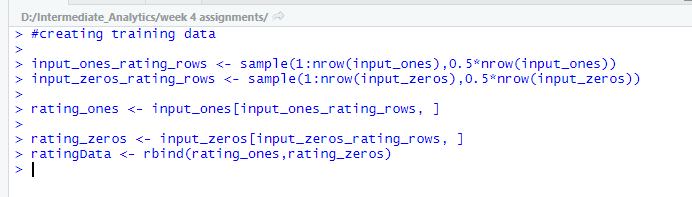 D:/Intermediate_Analytics/week 4 assignments/
> #creating training data
>
> input_ones_rating_rows <- sample(1:nrow(input_ones),0.5*nrow(input_ones))
> input_zeros_rating_rows <- sample(1:nrow(input_zeros),0.5*nrow(input_zeros))
>
> rating_ones <- input_ones[input_ones_rating_rows, ]
>
> rating_zeros <- input_zeros[input_zeros_rating_rows, ]
> ratingData <- rbind(rating_ones,rating_zeros)
>